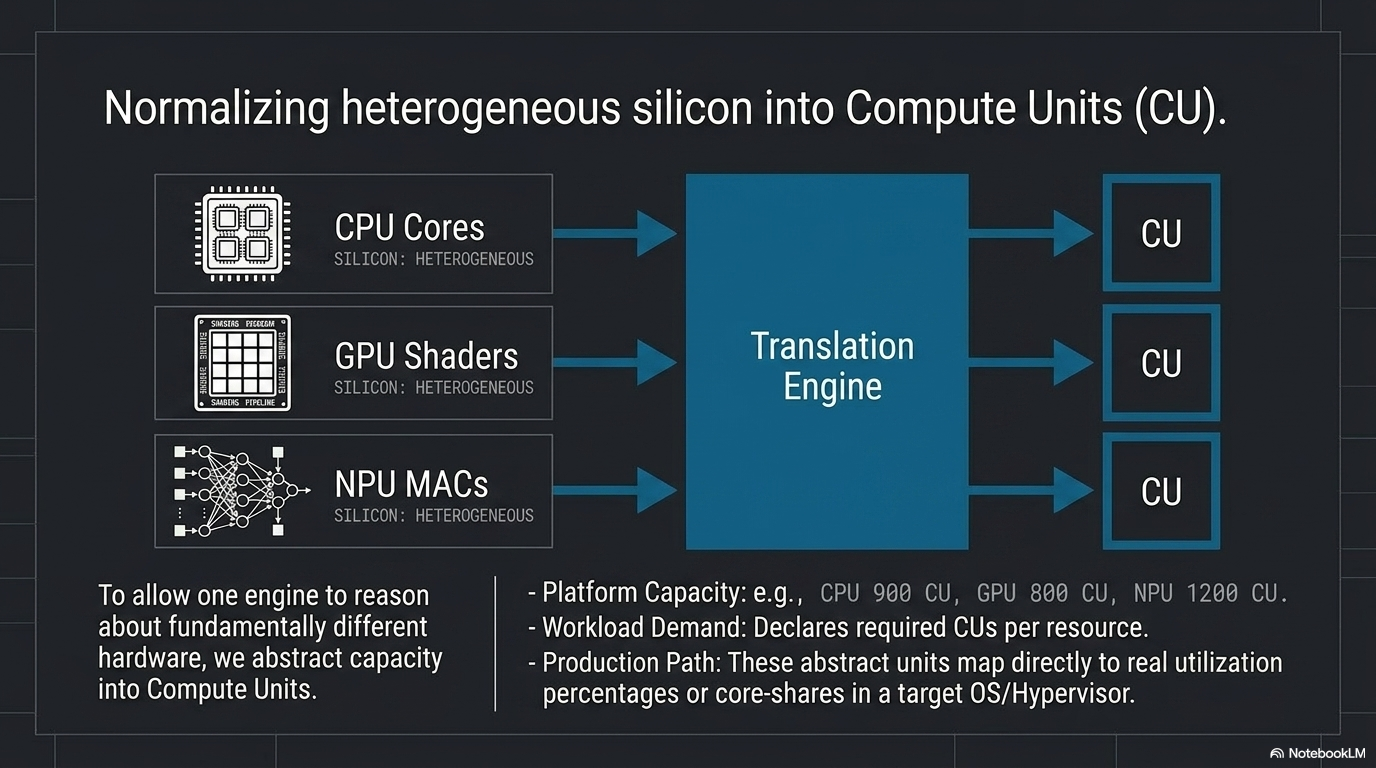 Normalizing heterogeneous silicon into Compute Units (CU).
CPU Cores
SILICON: HETEROGENEOUS
GPU Shaders
SILICON: HETEROGENEOUS
NPU MACs
SILICON: HETEROGENEOUS
Translation
Engine
CU
CU
CU
To allow one engine to reason
about fundamentally different
hardware, we abstract capacity
into Compute Units.
- Platform Capacity: e.g., CPU 900 CU, GPU 800 CU, NPU 1200 CU.
- Workload Demand: Declares required CUs per resource.
- Production Path: These abstract units map directly to real utilization
percentages or core-shares in a target OS/Hypervisor.
NotebookLM